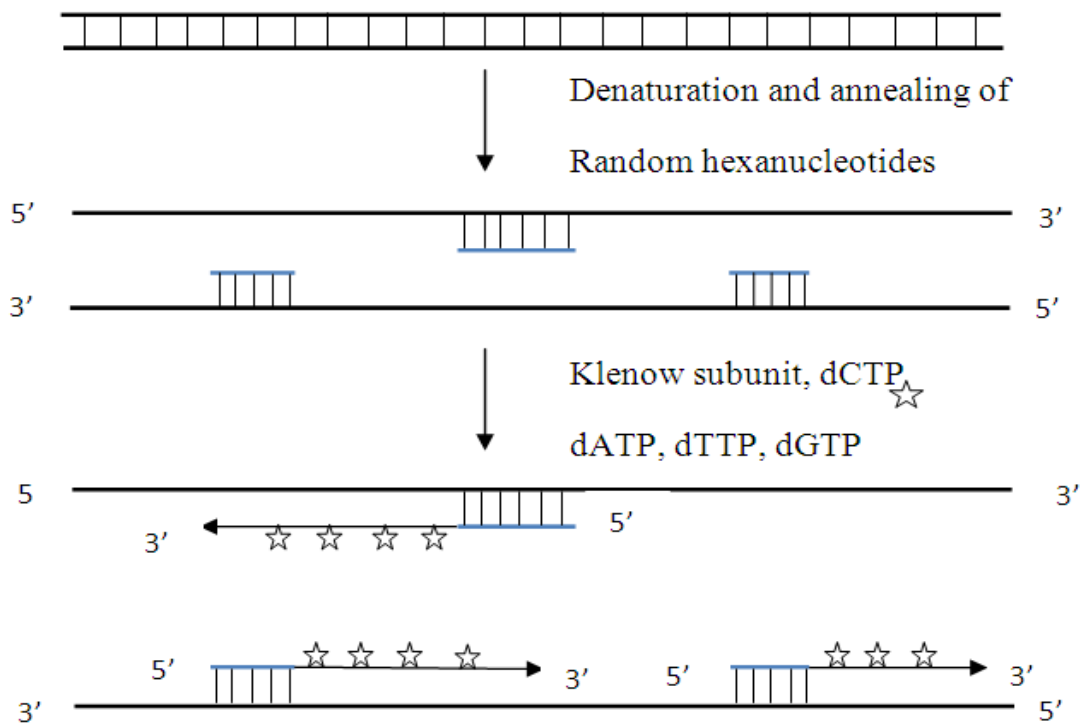 Denaturation and annealing of
Random hexanucleotides
5’ 3’
3’ 5’
Klenow subunit, dCTP
dATP, dTTP, dGTP
5 3’
3’ 5’
5’ 3’ 5’ 3’
3’ 5’